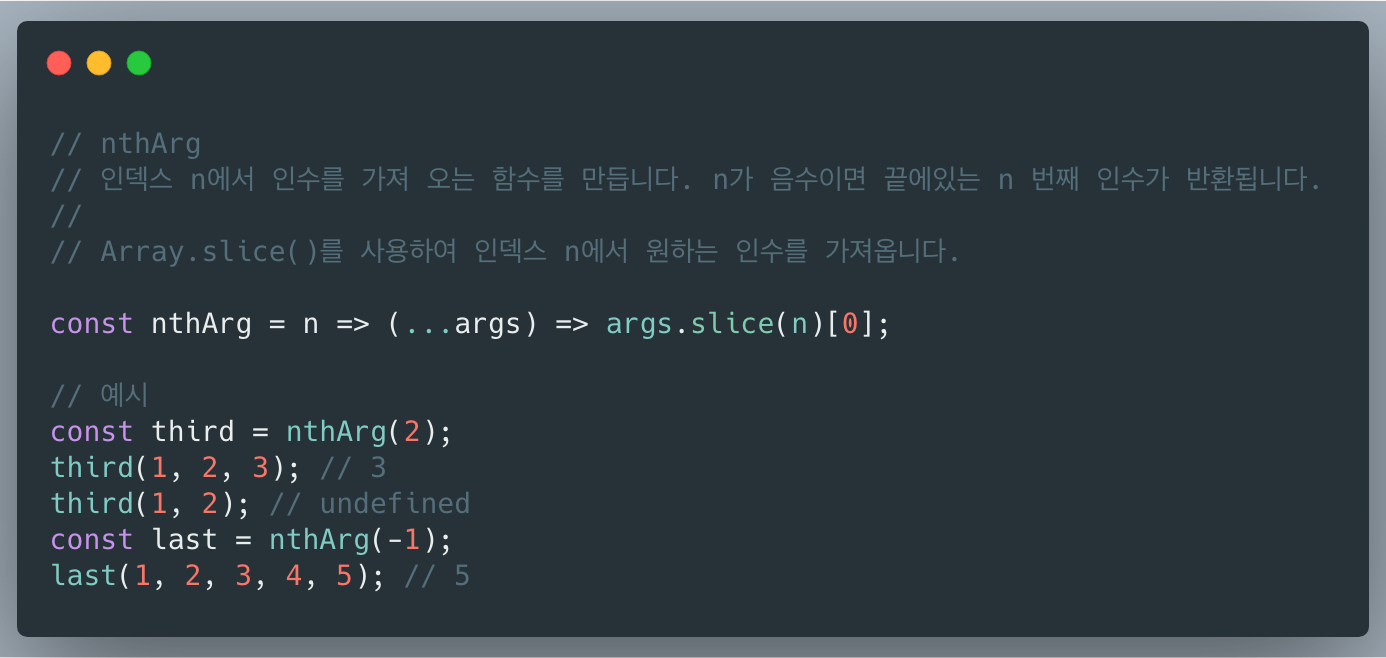 // nthArg
// 인덱스 n에서 인수를 가져 오는 함수를 만듭니다. n가 음수이면 끝에있는 n 번째 인수가 반환됩니다.
//
// Array.slice()를 사용하여 인덱스 n에서 원하는 인수를 가져옵니다.
const nthArg = n => (...args) => args.slice(n)[0];
// 예시
const third = nthArg(2);
third(1, 2, 3); // 3
third(1, 2); // undefined
const last = nthArg(-1);
last(1, 2, 3, 4, 5); // 5